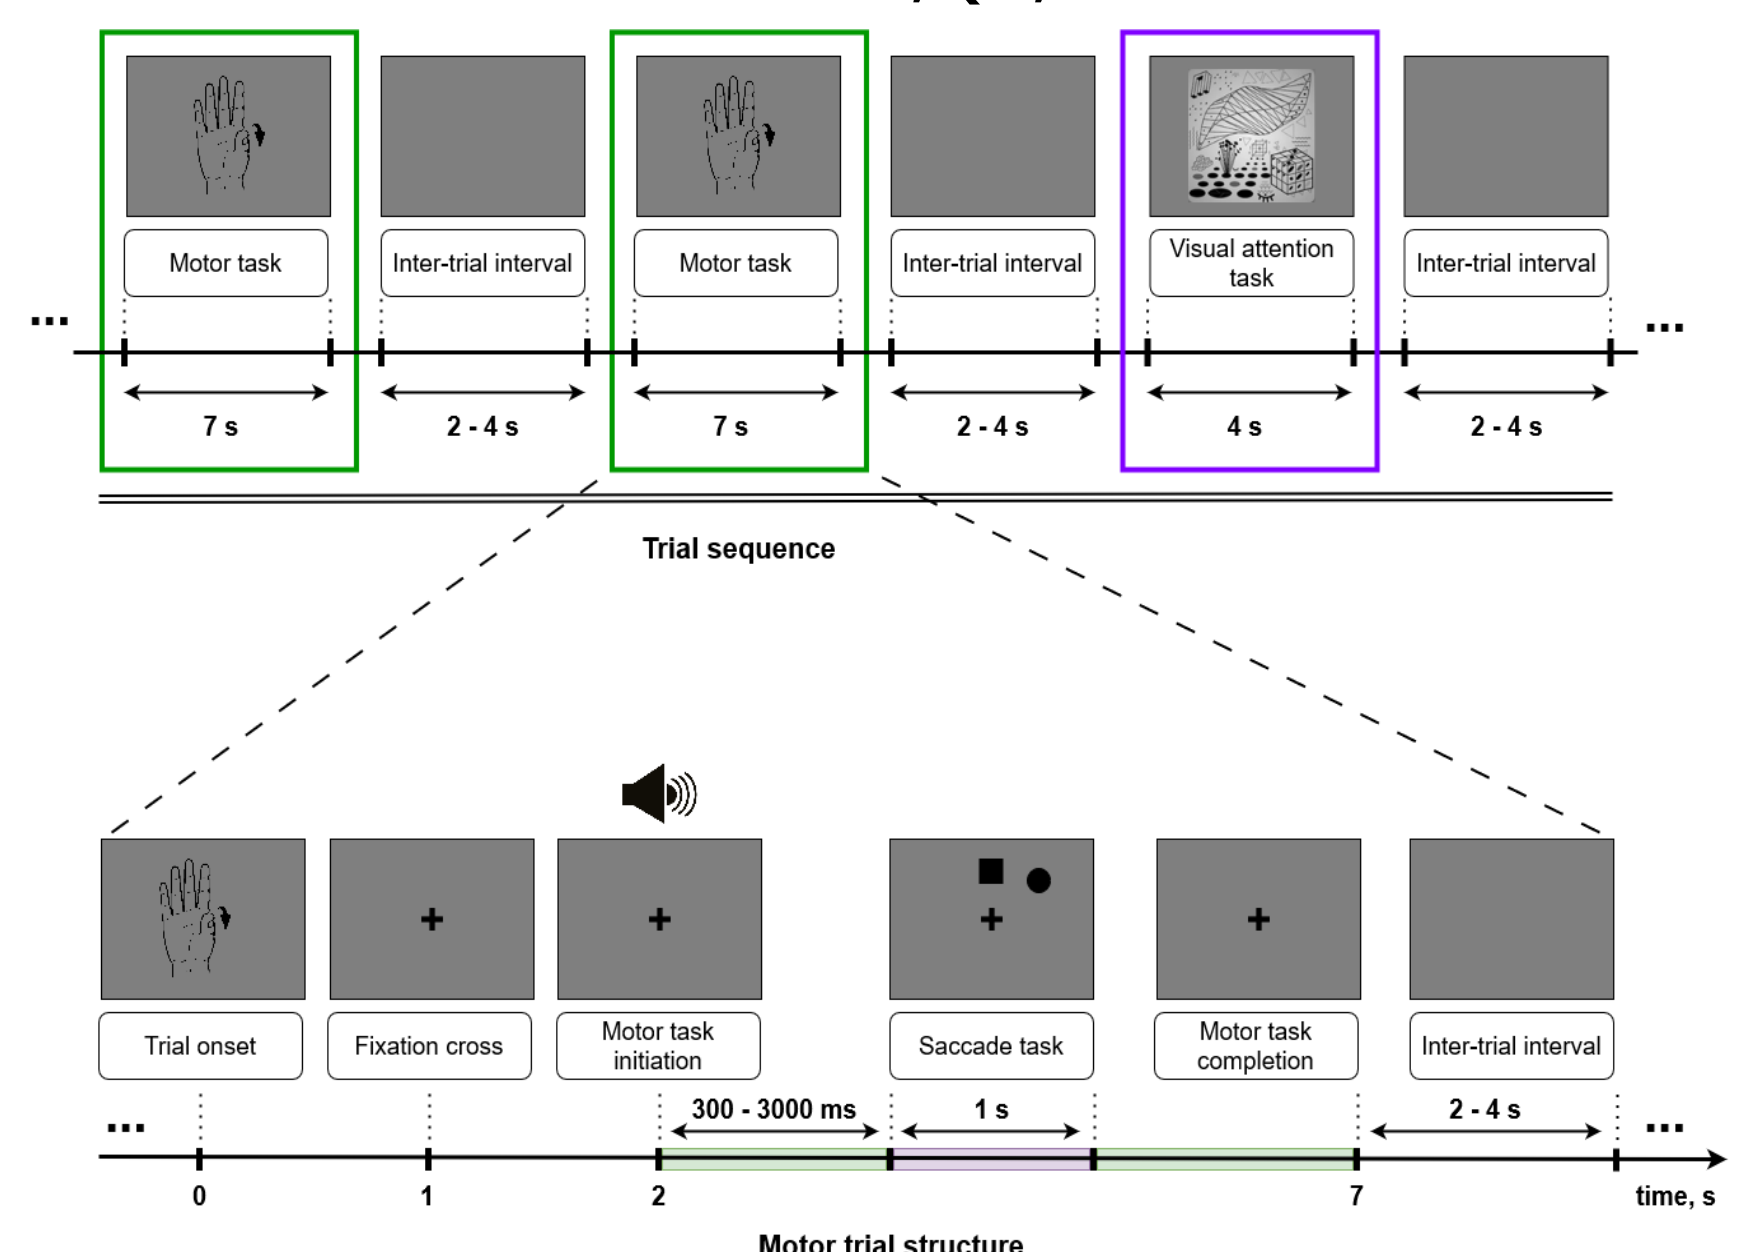 Motor task
Inter-trial interval
Motor task
Inter-trial interval
Visual attention
task
Inter-trial interval
...
...
7 s
2 - 4 s
7 s
2 - 4 s
4 s
2 - 4 s
Trial sequence
Trial onset
Fixation cross
Motor task
initiation
Saccade task
Motor task
completion
Inter-trial interval
...
300 - 3000 ms
1 s
2 - 4 s
...
0
1
2
7
time, s
Motor trial structure